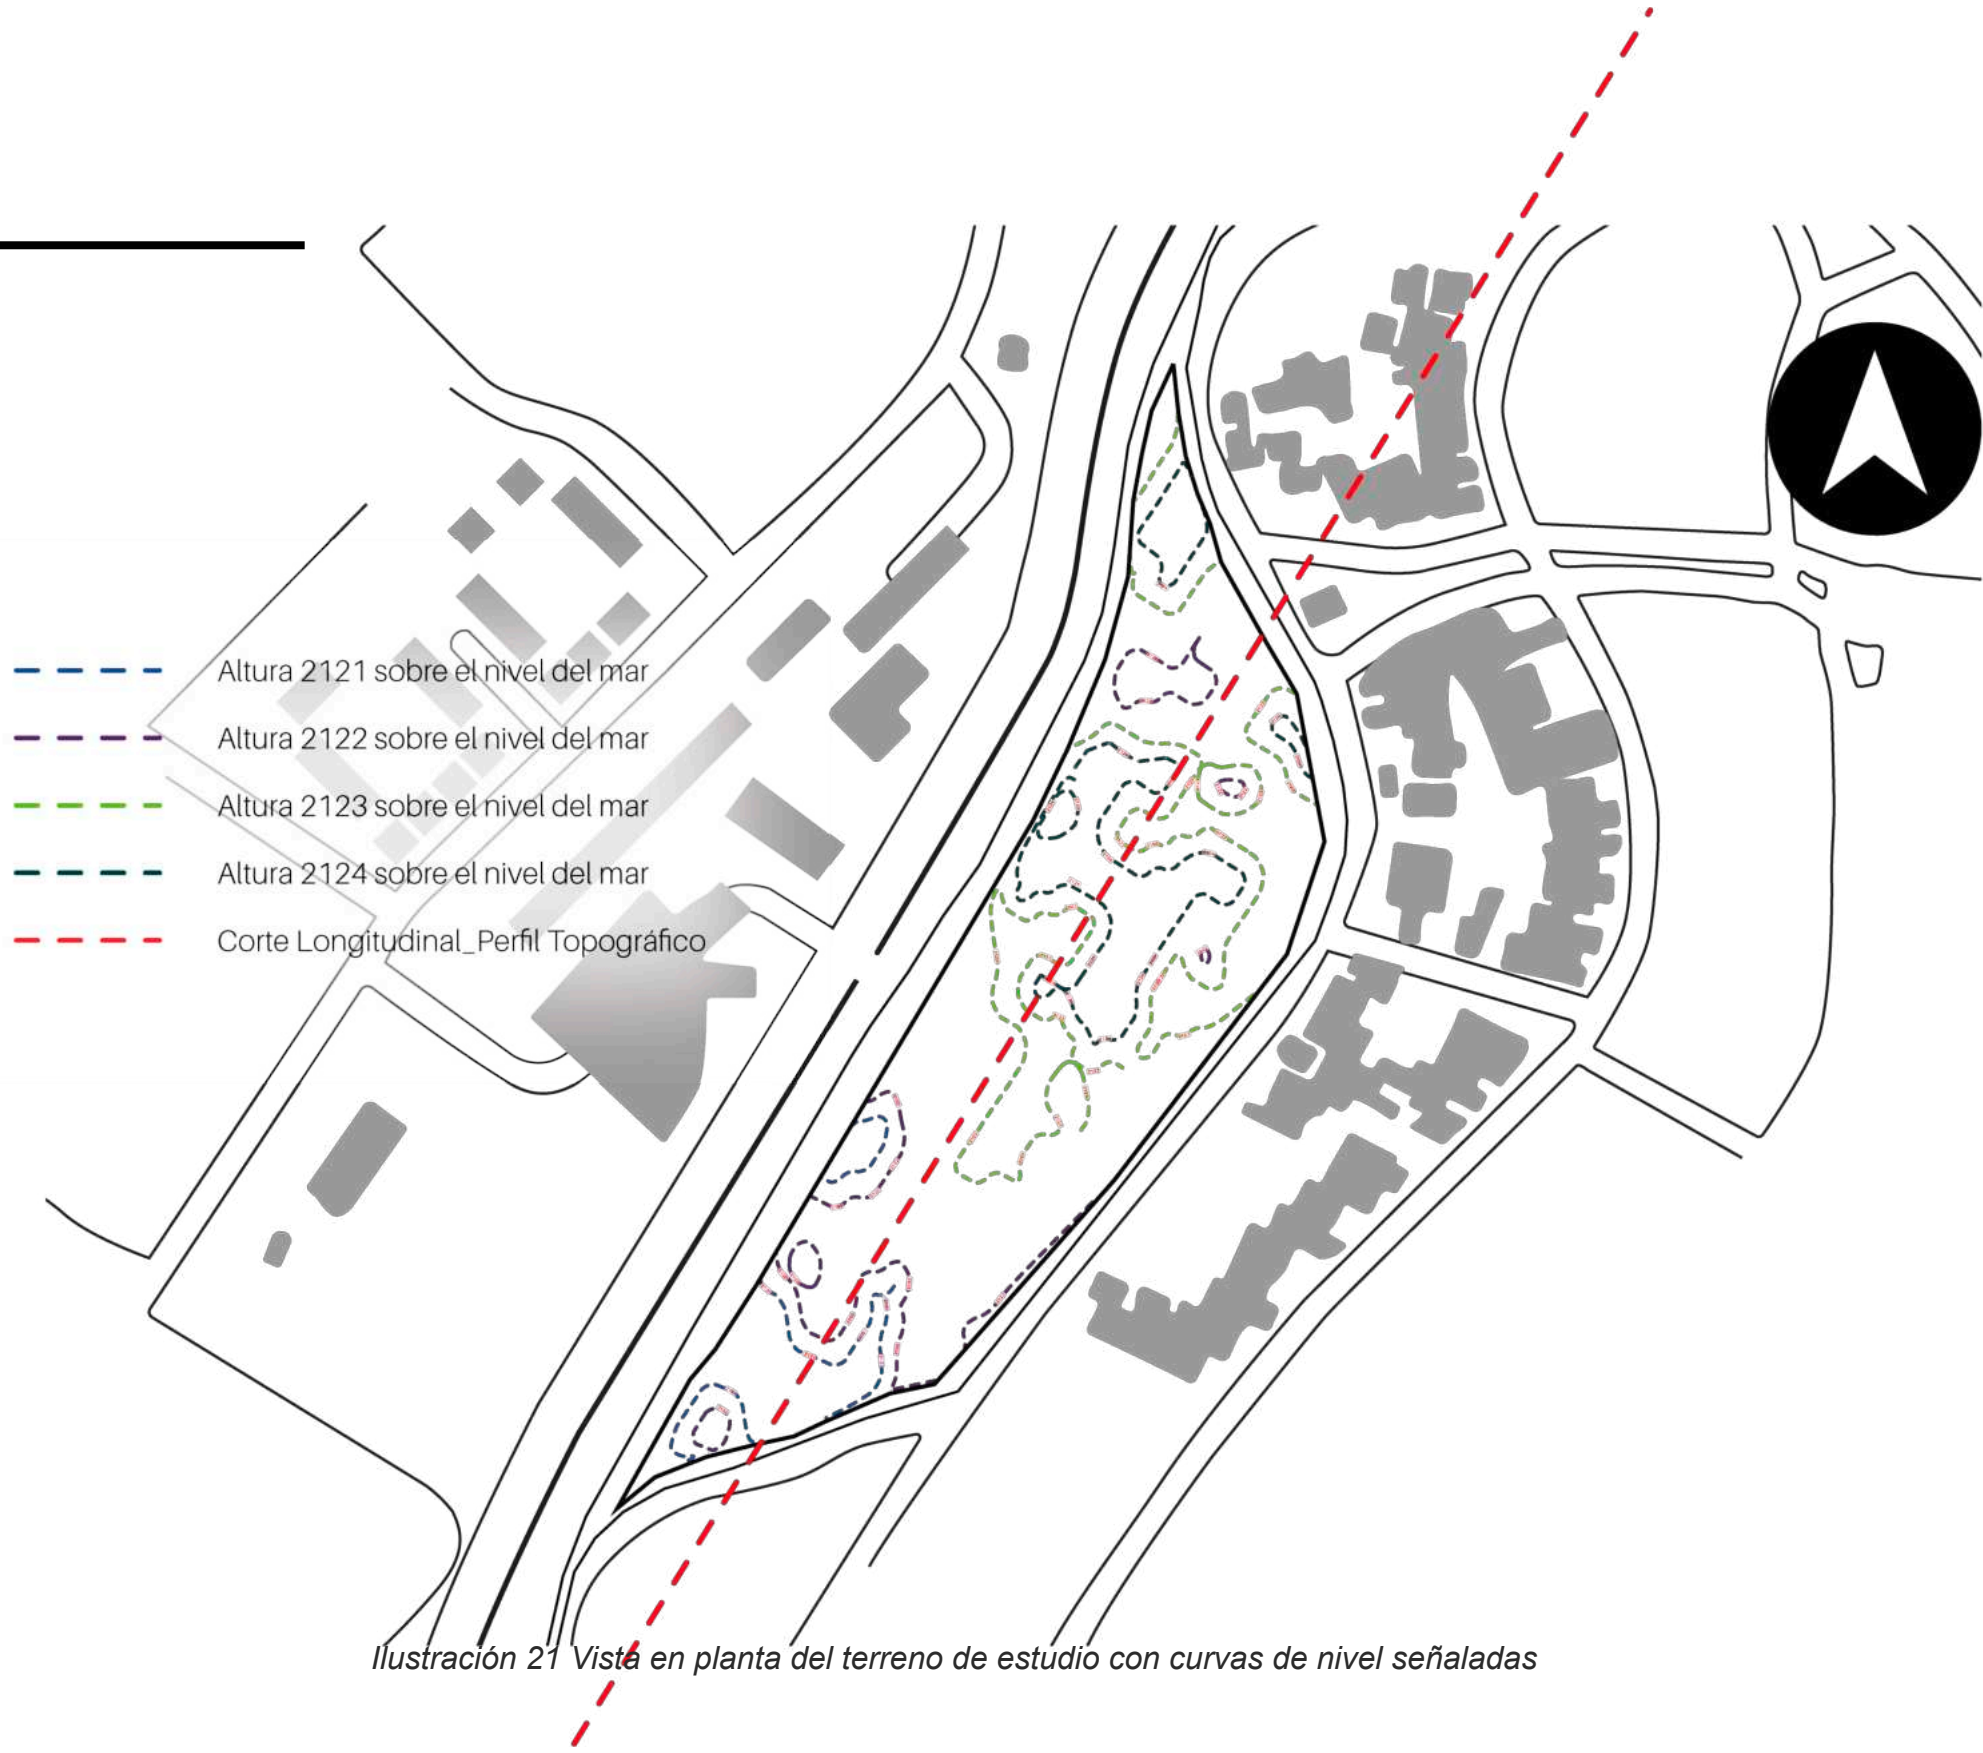 Altura 2121 sobre el nivel del mar
Altura 2122 sobre el nivel del mar
Altura 2123 sobre el nivel del mar
Altura 2124 sobre el nivel del mar
Corte Longitudinal_Perfil Topográfico
Ilustración 21 Vista en planta del terreno de estudio con curvas de nivel señaladas